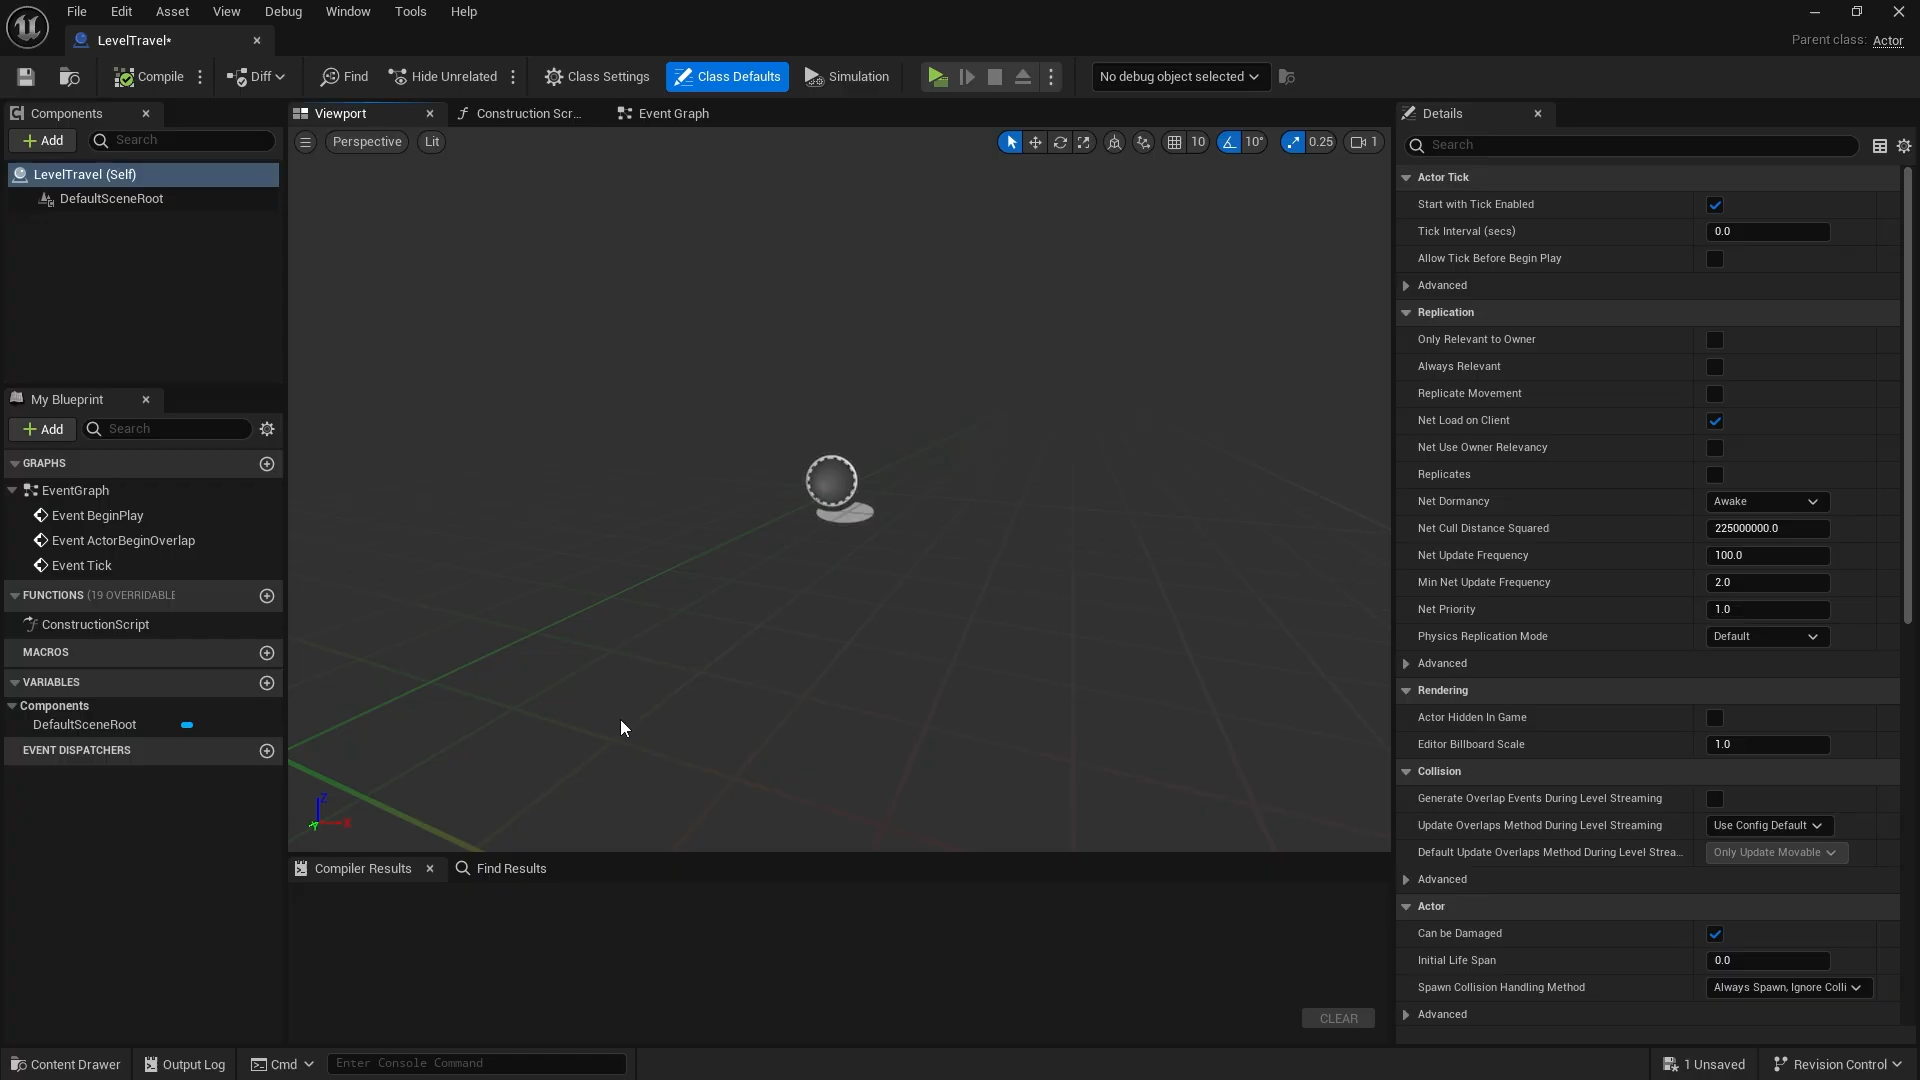 File Edit Asset View Debug Window Tools Help
LevelTravel*
Parent class: Actor
Compile Diff Find Hide Unrelated Class Settings Class Defaults Simulation No debug object selected
Components
Add Search
LevelTravel (Self)
DefaultSceneRoot
My Blueprint
Add Search
GRAPHS
EventGraph
Event BeginPlay
Event ActorBeginOverlap
Event Tick
FUNCTIONS (19 OVERRIDABLE
ConstructionScript
MACROS
VARIABLES
Components
DefaultSceneRoot
EVENT DISPATCHERS
Viewport Construction Scr... Event Graph
Perspective Lit 10 10° 0.25 1
Z
X
Y
Compiler Results Find Results
CLEAR
Details
Search
Actor Tick
Start with Tick Enabled
Tick Interval (secs) 0.0
Allow Tick Before Begin Play
Advanced
Replication
Only Relevant to Owner
Always Relevant
Replicate Movement
Net Load on Client
Net Use Owner Relevancy
Replicates
Net Dormancy Awake
Net Cull Distance Squared 225000000.0
Net Update Frequency 100.0
Min Net Update Frequency 2.0
Net Priority 1.0
Physics Replication Mode Default
Advanced
Rendering
Actor Hidden In Game
Editor Billboard Scale 1.0
Collision
Generate Overlap Events During Level Streaming
Update Overlaps Method During Level Streaming Use Config Default
Default Update Overlaps Method During Level Strea... Only Update Movable
Advanced
Actor
Can be Damaged
Initial Life Span 0.0
Spawn Collision Handling Method Always Spawn, Ignore Colli
Advanced
Content Drawer Output Log Cmd Enter Console Command 1 Unsaved Revision Control